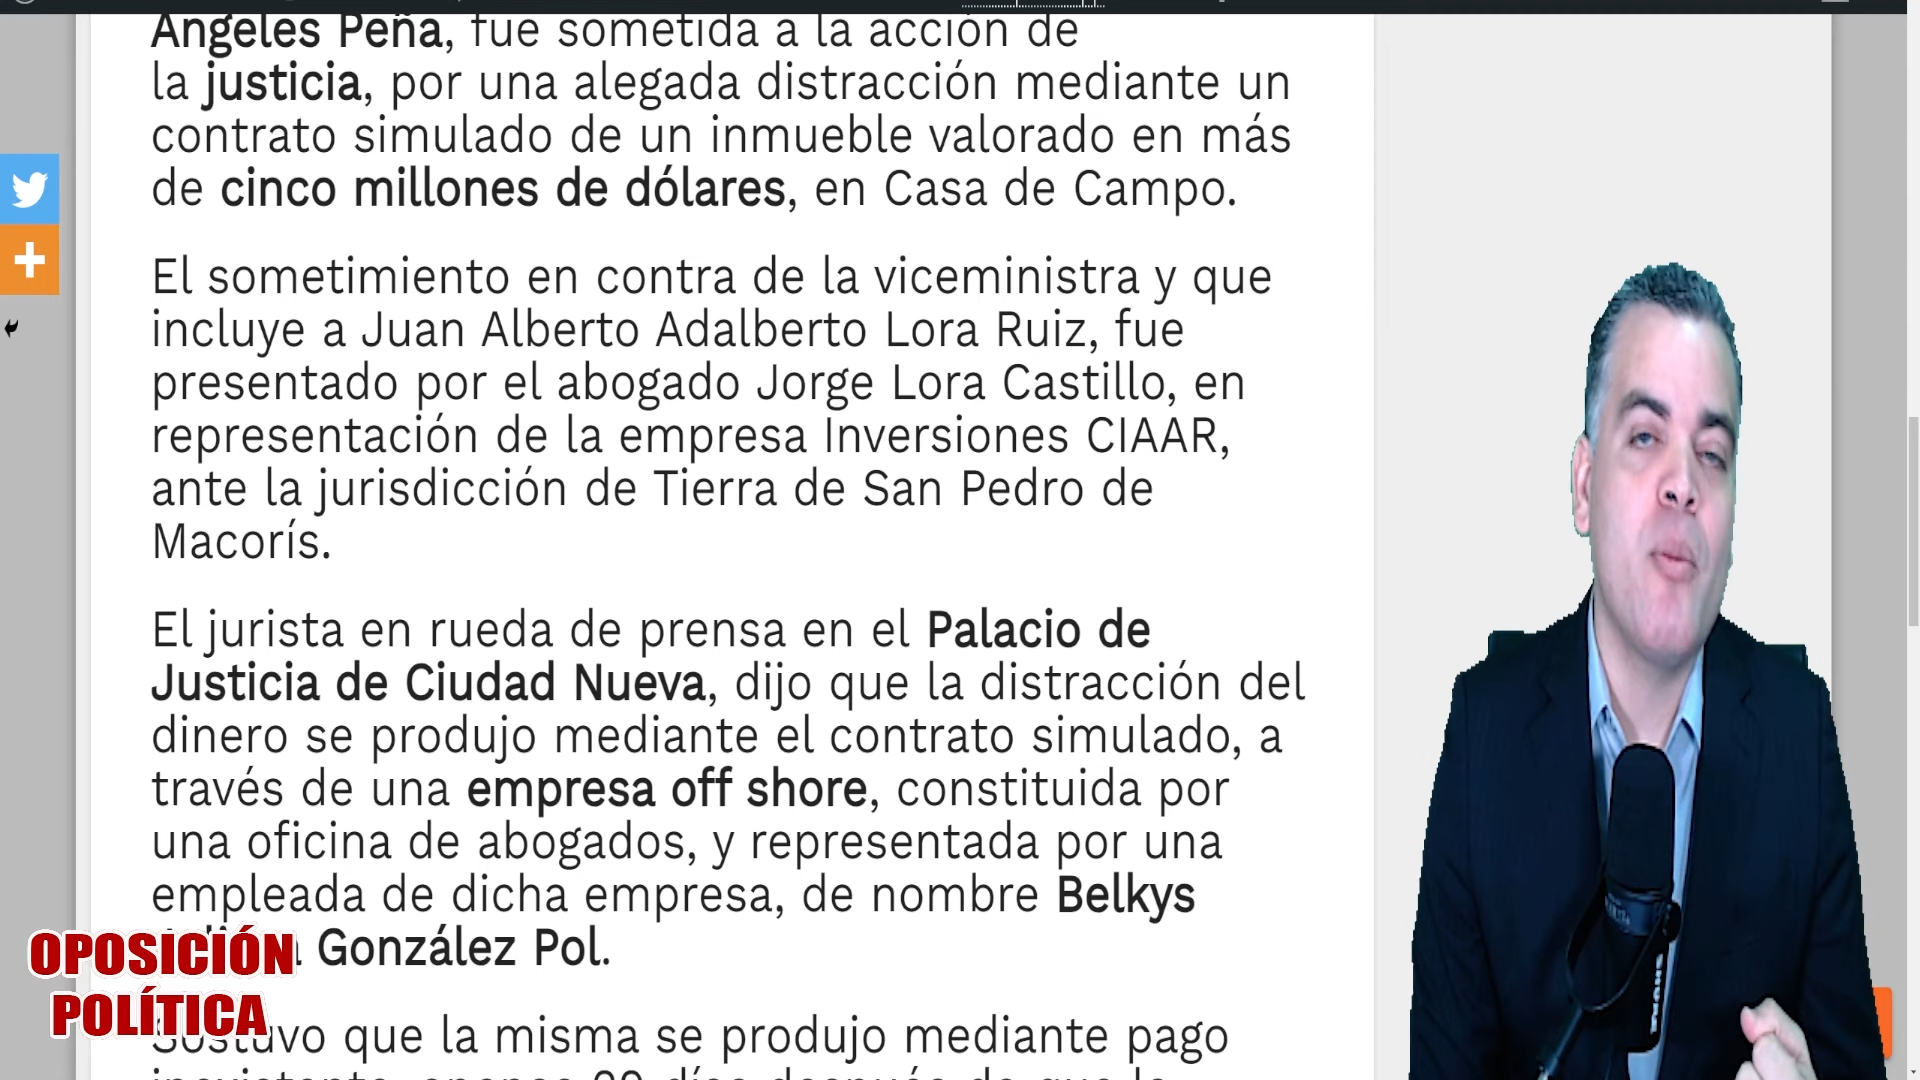 Angeles Peña, fue sometida a la acción de
la justicia, por una alegada distracción mediante un
contrato simulado de un inmueble valorado en más
de cinco millones de dólares, en Casa de Campo.
El sometimiento en contra de la viceministra y que
incluye a Juan Alberto Adalberto Lora Ruiz, fue
presentado por el abogado Jorge Lora Castillo, en
representación de la empresa Inversiones CIAAR,
ante la jurisdicción de Tierra de San Pedro de
Macorís.
El jurista en rueda de prensa en el Palacio de
Justicia de Ciudad Nueva, dijo que la distracción del
dinero se produjo mediante el contrato simulado, a
través de una empresa off shore, constituida por
una oficina de abogados, y representada por una
empleada de dicha empresa, de nombre Belkys
González Pol.
Sostuvo que la misma se produjo mediante pago
OPOSICIÓN
POLÍTICA